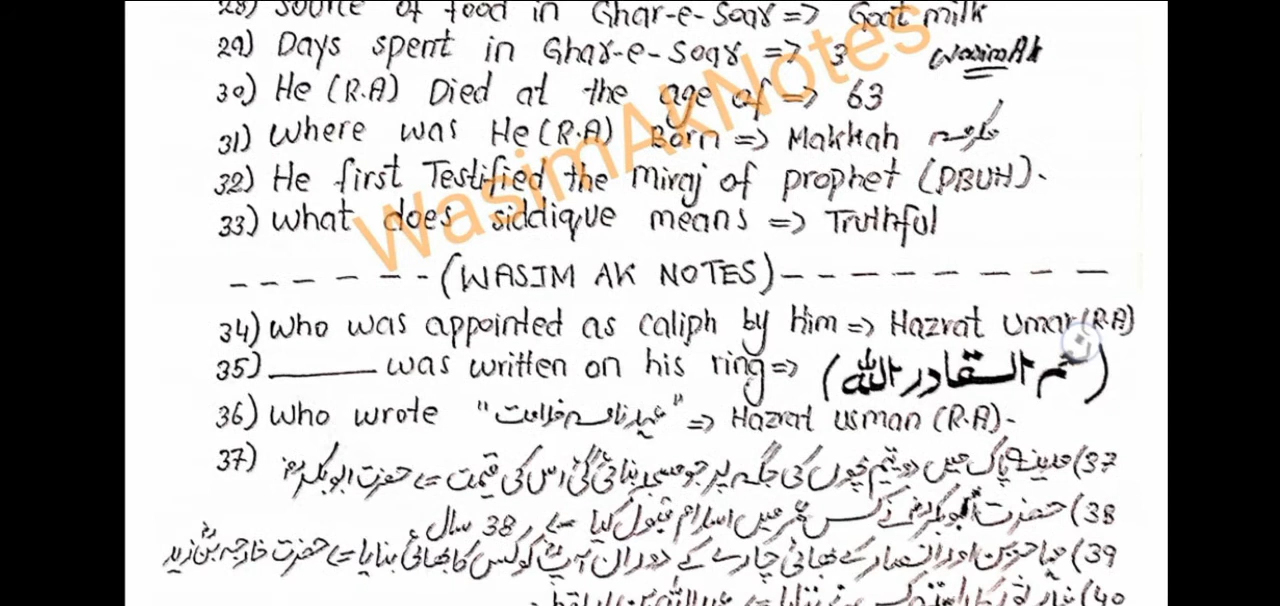 28) Source of food in Ghar-e-Soar => Goat milk
29) Days spent in Ghar-e-Soar => 3 WasimAk
30) He (R.A) Died at the age of => 63
31) Where was He (R.A) Born => Makkah
32) He first Testified the miraj of prophet (PBUH).
33) What does siddique means => Truthful
------(WASIM AK NOTES)---------
34) Who was appointed as caliph by him => Hazrat Umar (R.A)
35) ______ was written on his ring => (نعم القادر اللہ)
36) Who wrote "عہد نامہ خلافت" => Hazrat usman (R.A).
37)
37) مدینہ پاک میں دو یتیم بچوں کی جگہ پر جو مسجد بنائی گئی اس کی قیمت => حضرت ابوبکرؓ
38) حضرت ابوبکرؓ نے کس عمر میں اسلام قبول کیا => 38 سال
39) مہاجرین اور انصار کے بھائی چارے کے دوران آپؓ کو کس کا بھائی بنایا => حضرت خارجہ بن زید
40)
WasimAkNotes